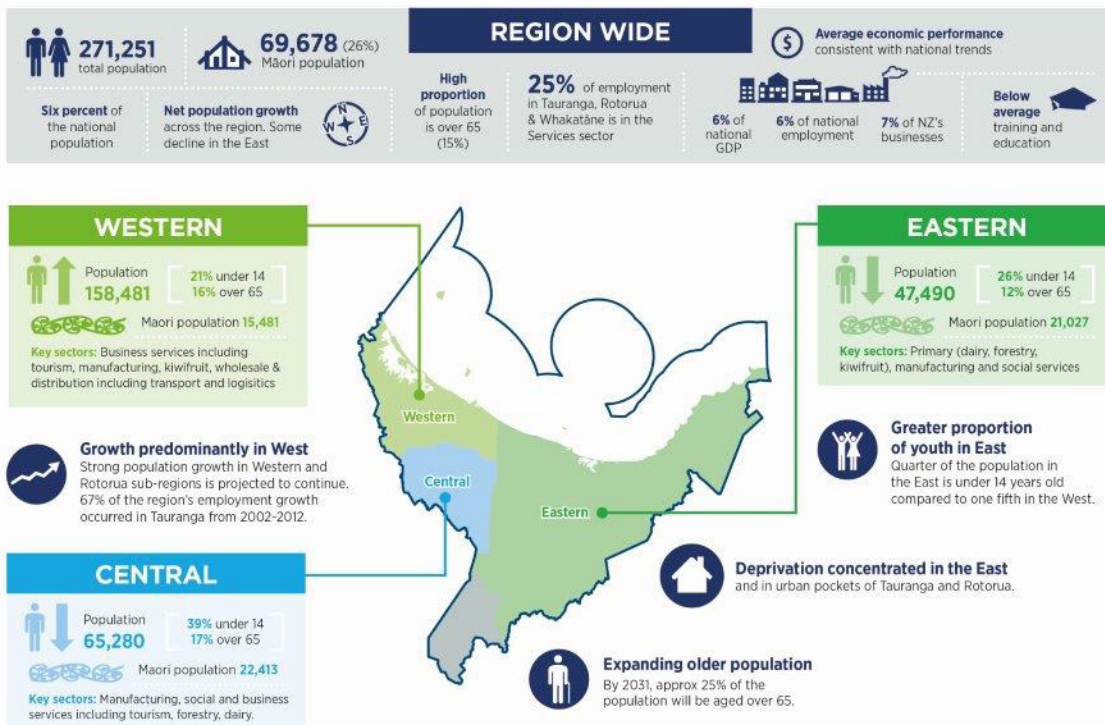 REGION WIDE
271,251
total population
69,678 (26%)
Māori population
Six percent of
the national
population
Net population growth
across the region. Some
decline in the East
N
E
S
W
High
proportion
of population
is over 65
(15%)
25% of employment
in Tauranga, Rotorua
& Whakatāne is in the
Services sector
$
Average economic performance
consistent with national trends
6% of
national
GDP
6% of national
employment
7% of NZ's
businesses
Below
average
training and
education
WESTERN
Population
158,481
21% under 14
16% over 65
Maori population 15,481
Key sectors: Business services including
tourism, manufacturing, kiwifruit, wholesale &
distribution including transport and logisitics
EASTERN
Population
47,490
26% under 14
12% over 65
Maori population 21,027
Key sectors: Primary (dairy, forestry,
kiwifruit), manufacturing and social services
Western
Central
Eastern
Growth predominantly in West
Strong population growth in Western and
Rotorua sub-regions is projected to continue.
67% of the region's employment growth
occurred in Tauranga from 2002-2012.
Greater proportion
of youth in East
Quarter of the population in
the East is under 14 years old
compared to one fifth in the West.
CENTRAL
Population
65,280
39% under 14
17% over 65
Maori population 22,413
Key sectors: Manufacturing, social and business
services including tourism, forestry, dairy.
Deprivation concentrated in the East
and in urban pockets of Tauranga and Rotorua.
Expanding older population
By 2031, approx 25% of the
population will be aged over 65.